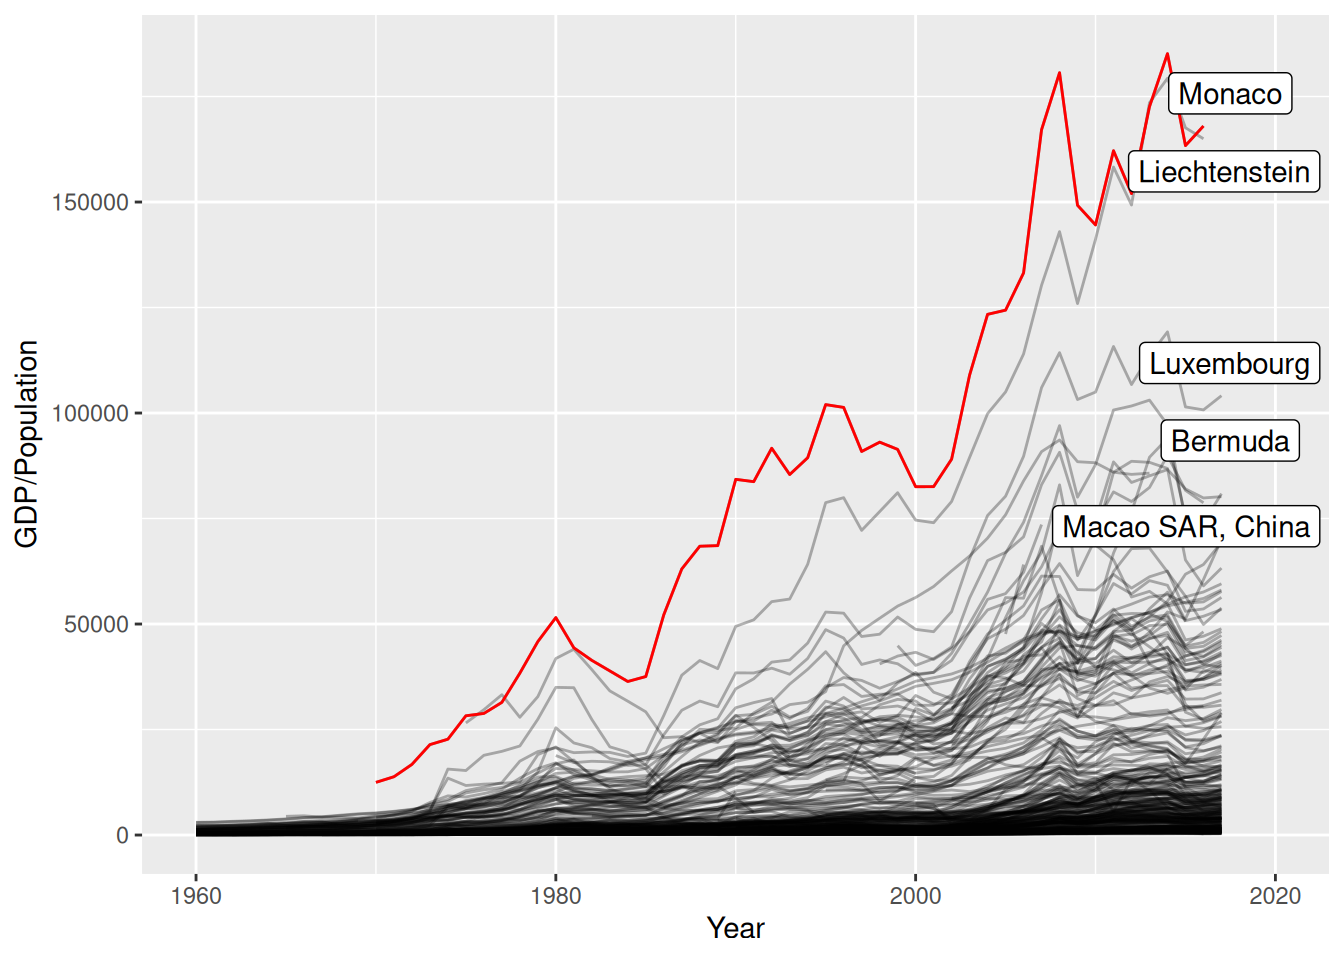 Monaco
Liechtenstein
Luxembourg
Bermuda
Macao SAR, China
150000
100000
50000
0
GDP/Population
1960
1980
2000
2020
Year